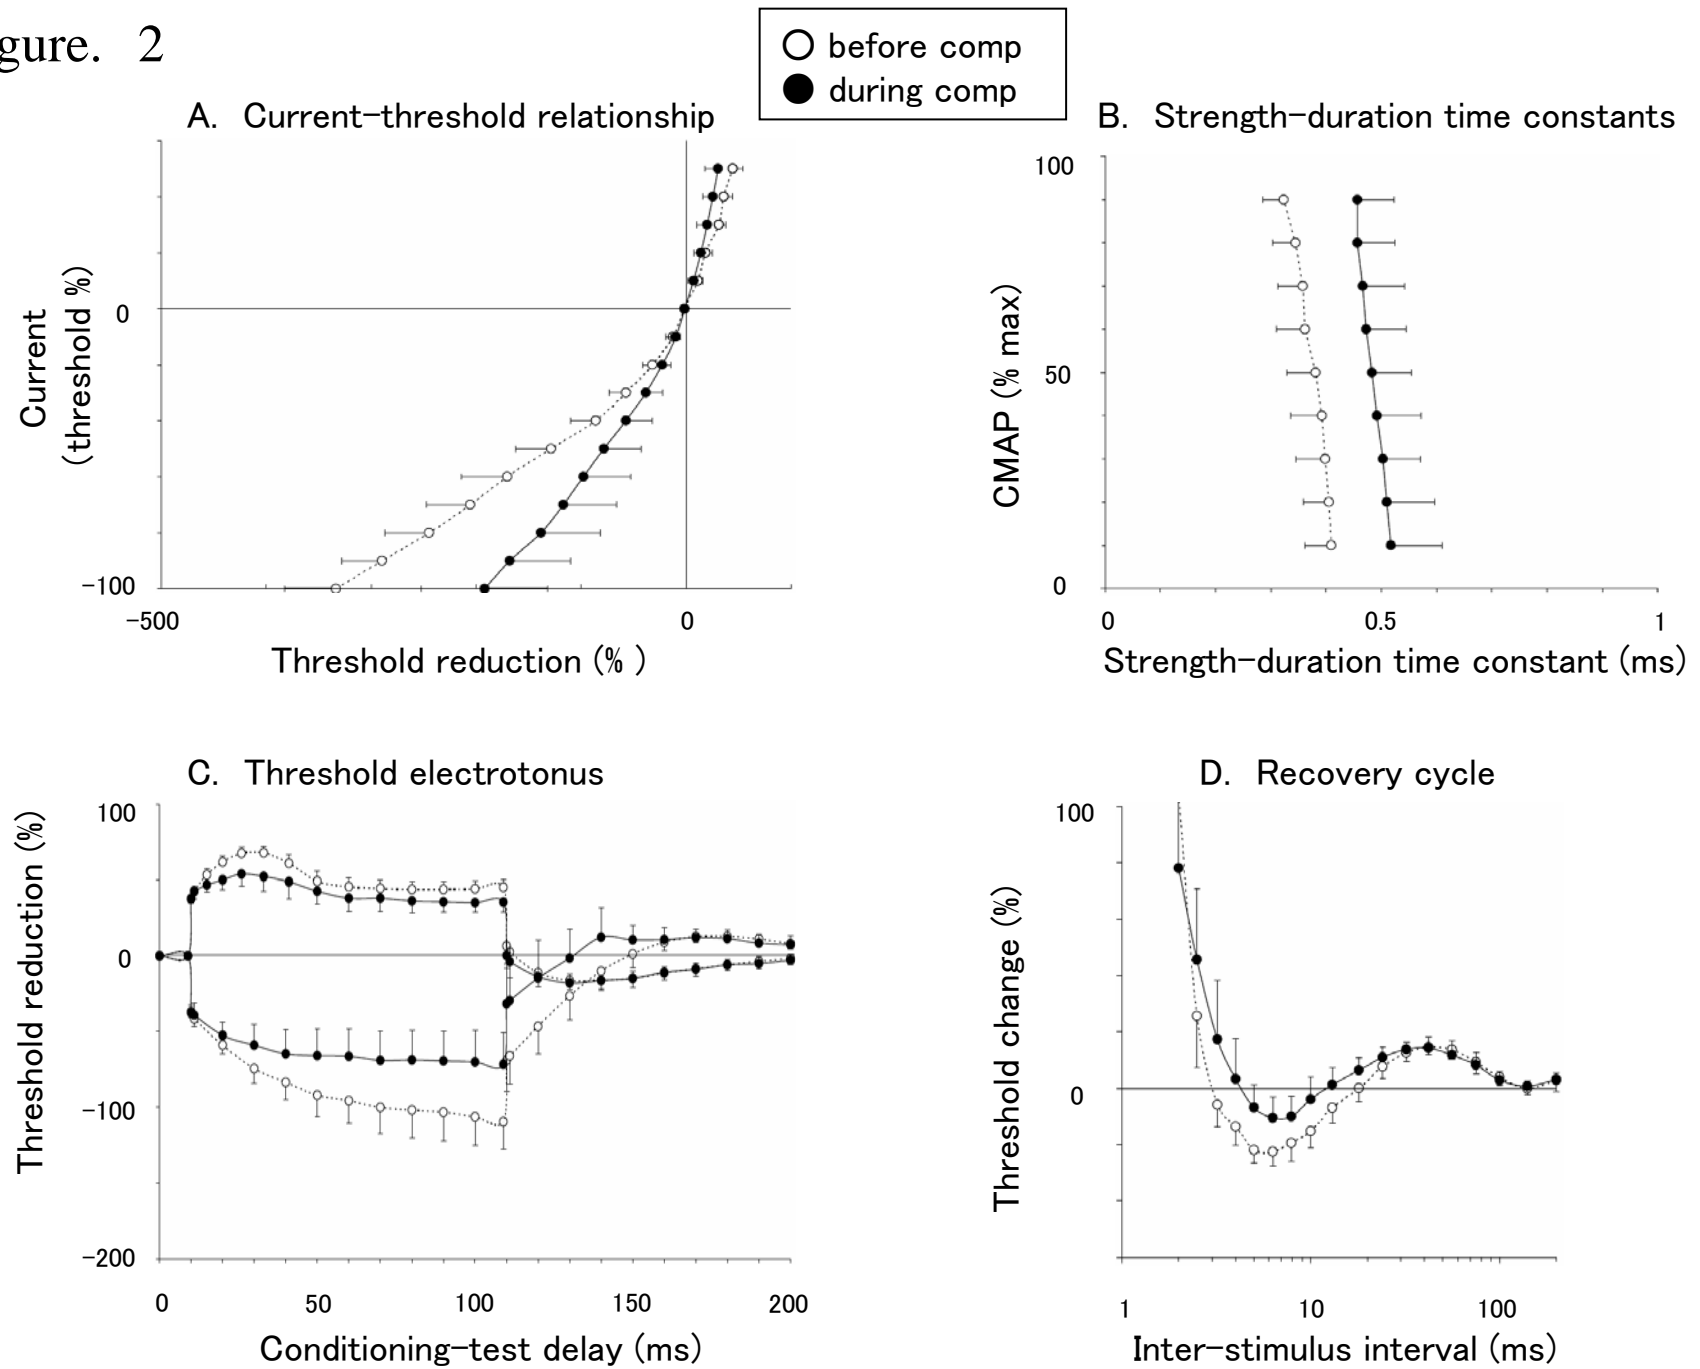 gure. 2
before comp
during comp
A. Current-threshold relationship
Current
(threshold %)
0
-100
-500
0
Threshold reduction (% )
B. Strength-duration time constants
CMAP (% max)
100
50
0
0
0.5
1
Strength-duration time constant (ms)
C. Threshold electrotonus
Threshold reduction (%)
100
0
-100
-200
0
50
100
150
200
Conditioning-test delay (ms)
D. Recovery cycle
Threshold change (%)
100
0
1
10
100
Inter-stimulus interval (ms)